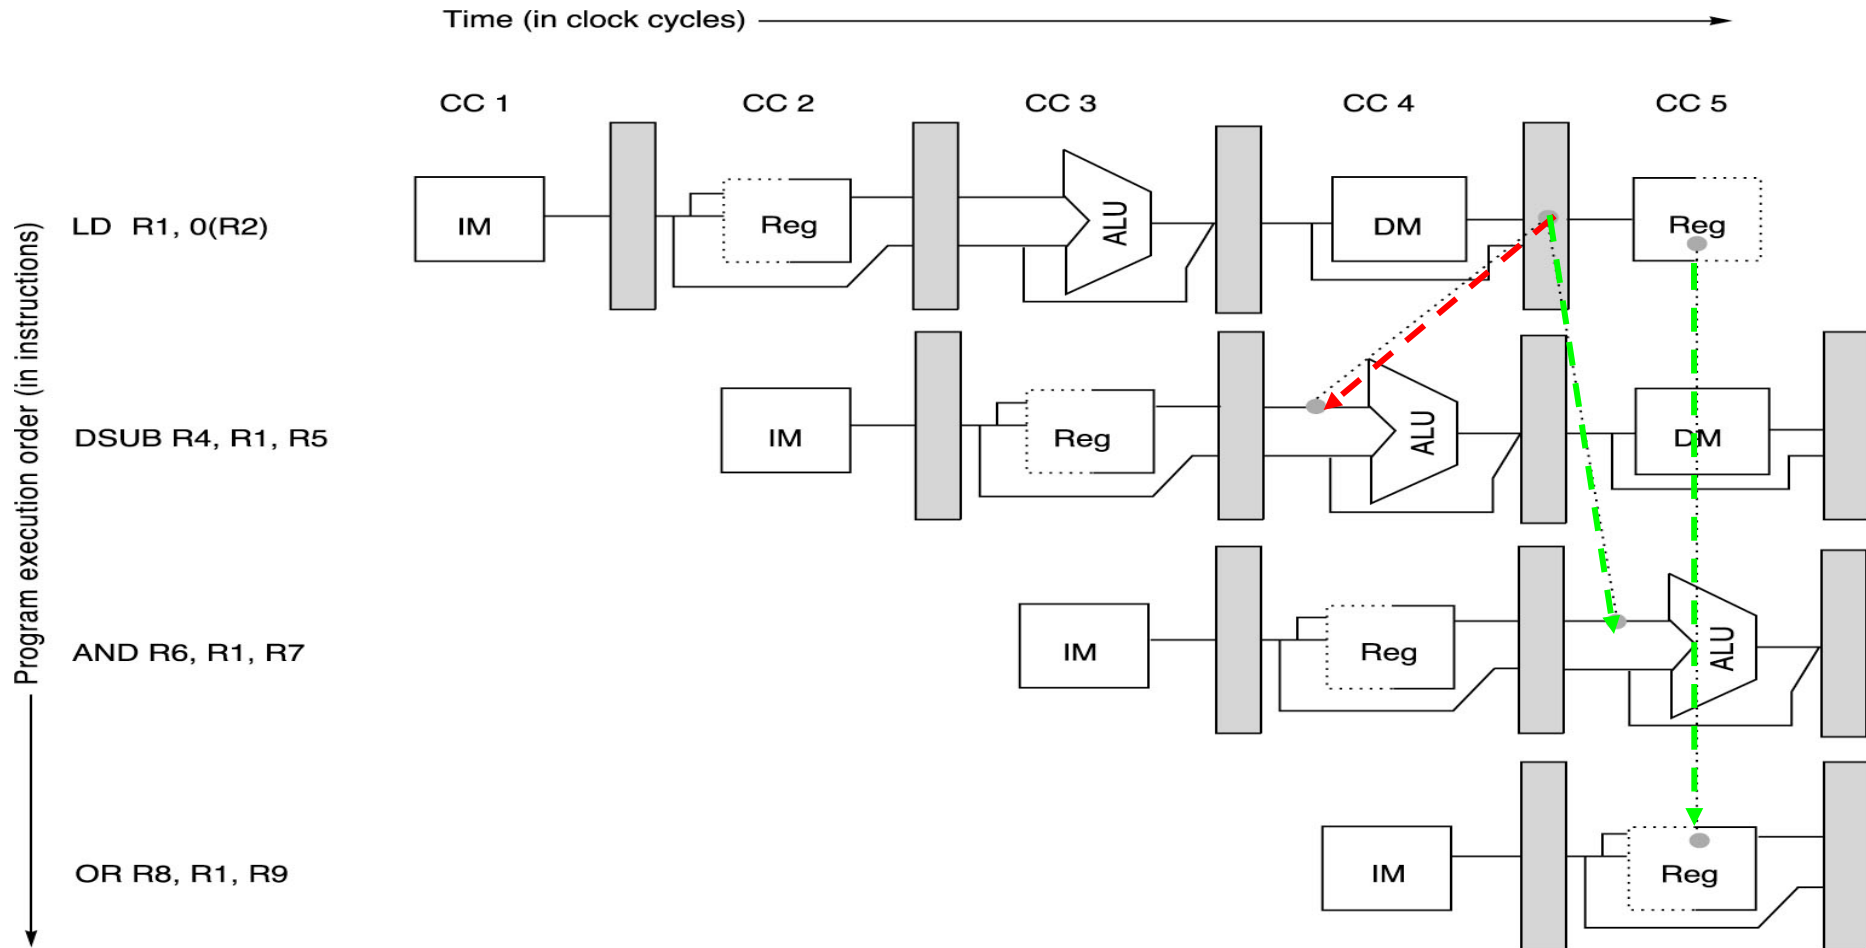 Time (in clock cycles)
CC 1 CC 2 CC 3 CC 4 CC 5
Program execution order (in instructions)
LD R1, 0(R2) IM Reg ALU DM Reg
DSUB R4, R1, R5 IM Reg ALU DM
AND R6, R1, R7 IM Reg ALU
OR R8, R1, R9 IM Reg